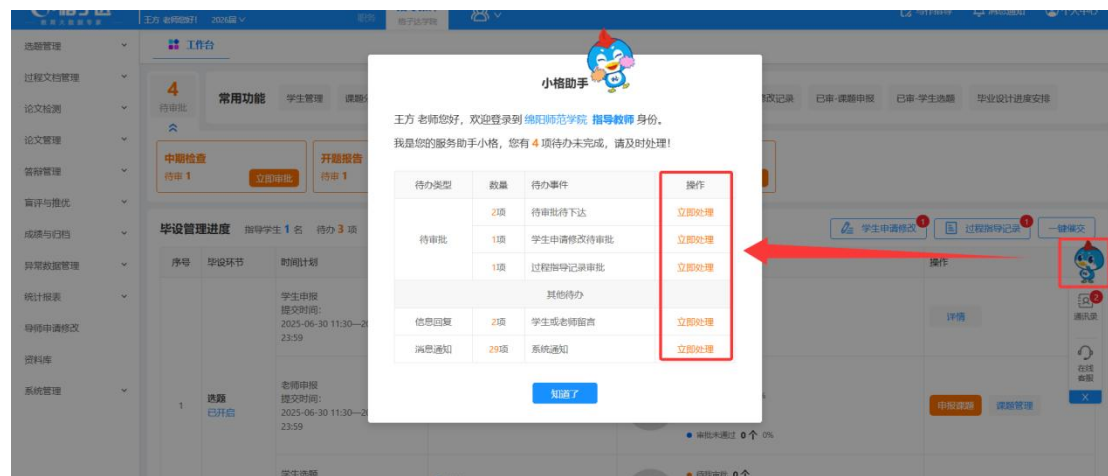 王方 老师您好! 2026届
格子达学院
选题管理
工作台
过程文档管理
论文检测
论文管理
答辩管理
盲评与推优
成绩与归档
异常数据管理
统计报表
导师申请修改
资料库
系统管理
4
待审批
常用功能
学生管理
改记录
已审-课题申报
已审-学生选题
毕业设计进度安排
中期检查
待审 1
立即审批
开题报告
待审 1
小格助手
王方 老师您好，欢迎登录到 绵阳师范学院 指导教师 身份。
我是您的服务助手小格，您有 4 项待办未完成，请及时处理！
待办类型 数量 待办事件 操作
待审批
2项 待审批待下达 立即处理
1项 学生申请修改待审批 立即处理
1项 过程指导记录审批 立即处理
其他待办
信息回复 2项 学生或老师留言 立即处理
消息通知 29项 系统通知 立即处理
知道了
毕设管理进度 指导学生 1 名 待办 3 项
学生申请修改 1
过程指导记录 1
一键催交
序号 毕设环节 时间计划 操作
学生申报
提交时间:
2025-06-30 11:30—20
23:59
详情
1
选题
已开启
老师申报
提交时间:
2025-06-30 11:30—20
23:59
审批未通过 0个 0%
申报课题 课题管理
学生选题
待我审批 0个
2
通讯录
在线
客服
X